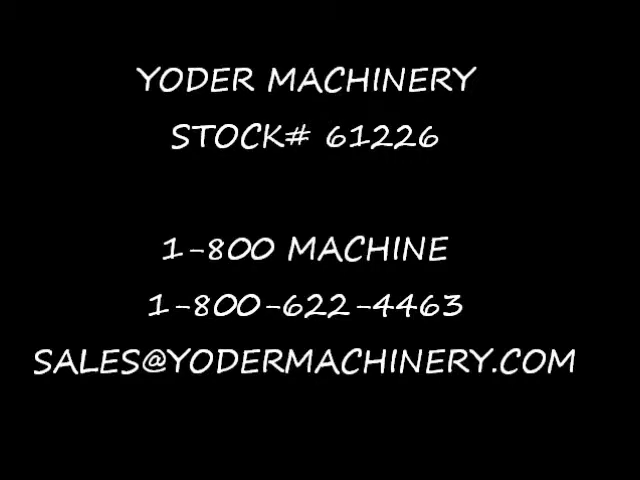 YODER MACHINERY
STOCK# 61226
1-800 MACHINE
1-800-622-4463
SALES@YODERMACHINERY.COM